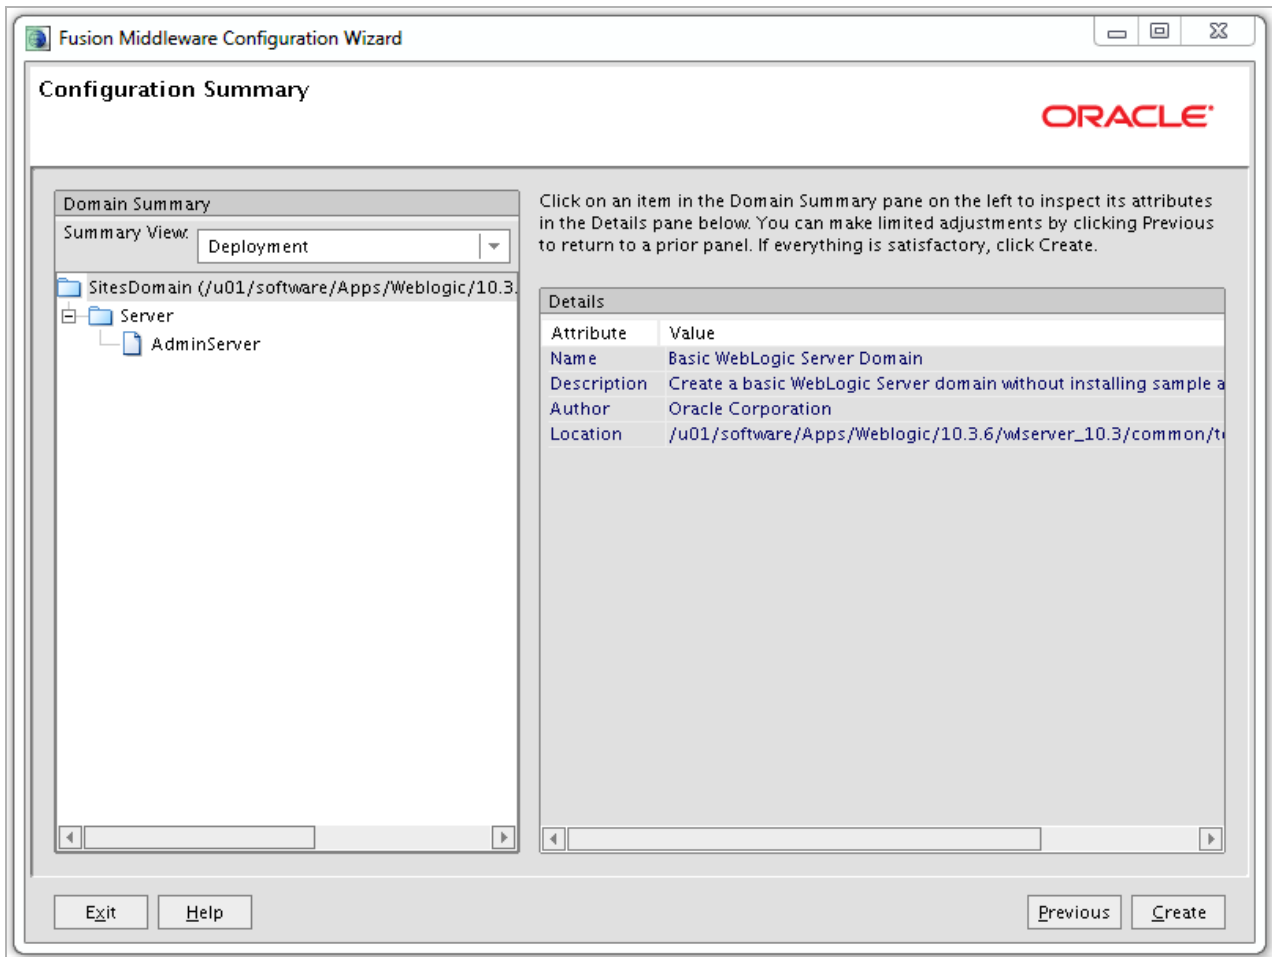 Fusion Middleware Configuration Wizard
Configuration Summary
ORACLE
Domain Summary
Summary View:
Deployment
SitesDomain (/u01/software/Apps/Weblogic/10.3.
Server
AdminServer
Click on an item in the Domain Summary pane on the left to inspect its attributes
in the Details pane below. You can make limited adjustments by clicking Previous
to return to a prior panel. If everything is satisfactory, click Create.
Details
Attribute Value
Name Basic WebLogic Server Domain
Description Create a basic WebLogic Server domain without installing sample a
Author Oracle Corporation
Location /u01/software/Apps/Weblogic/10.3.6/wlserver_10.3/common/t
Exit Help Previous Create